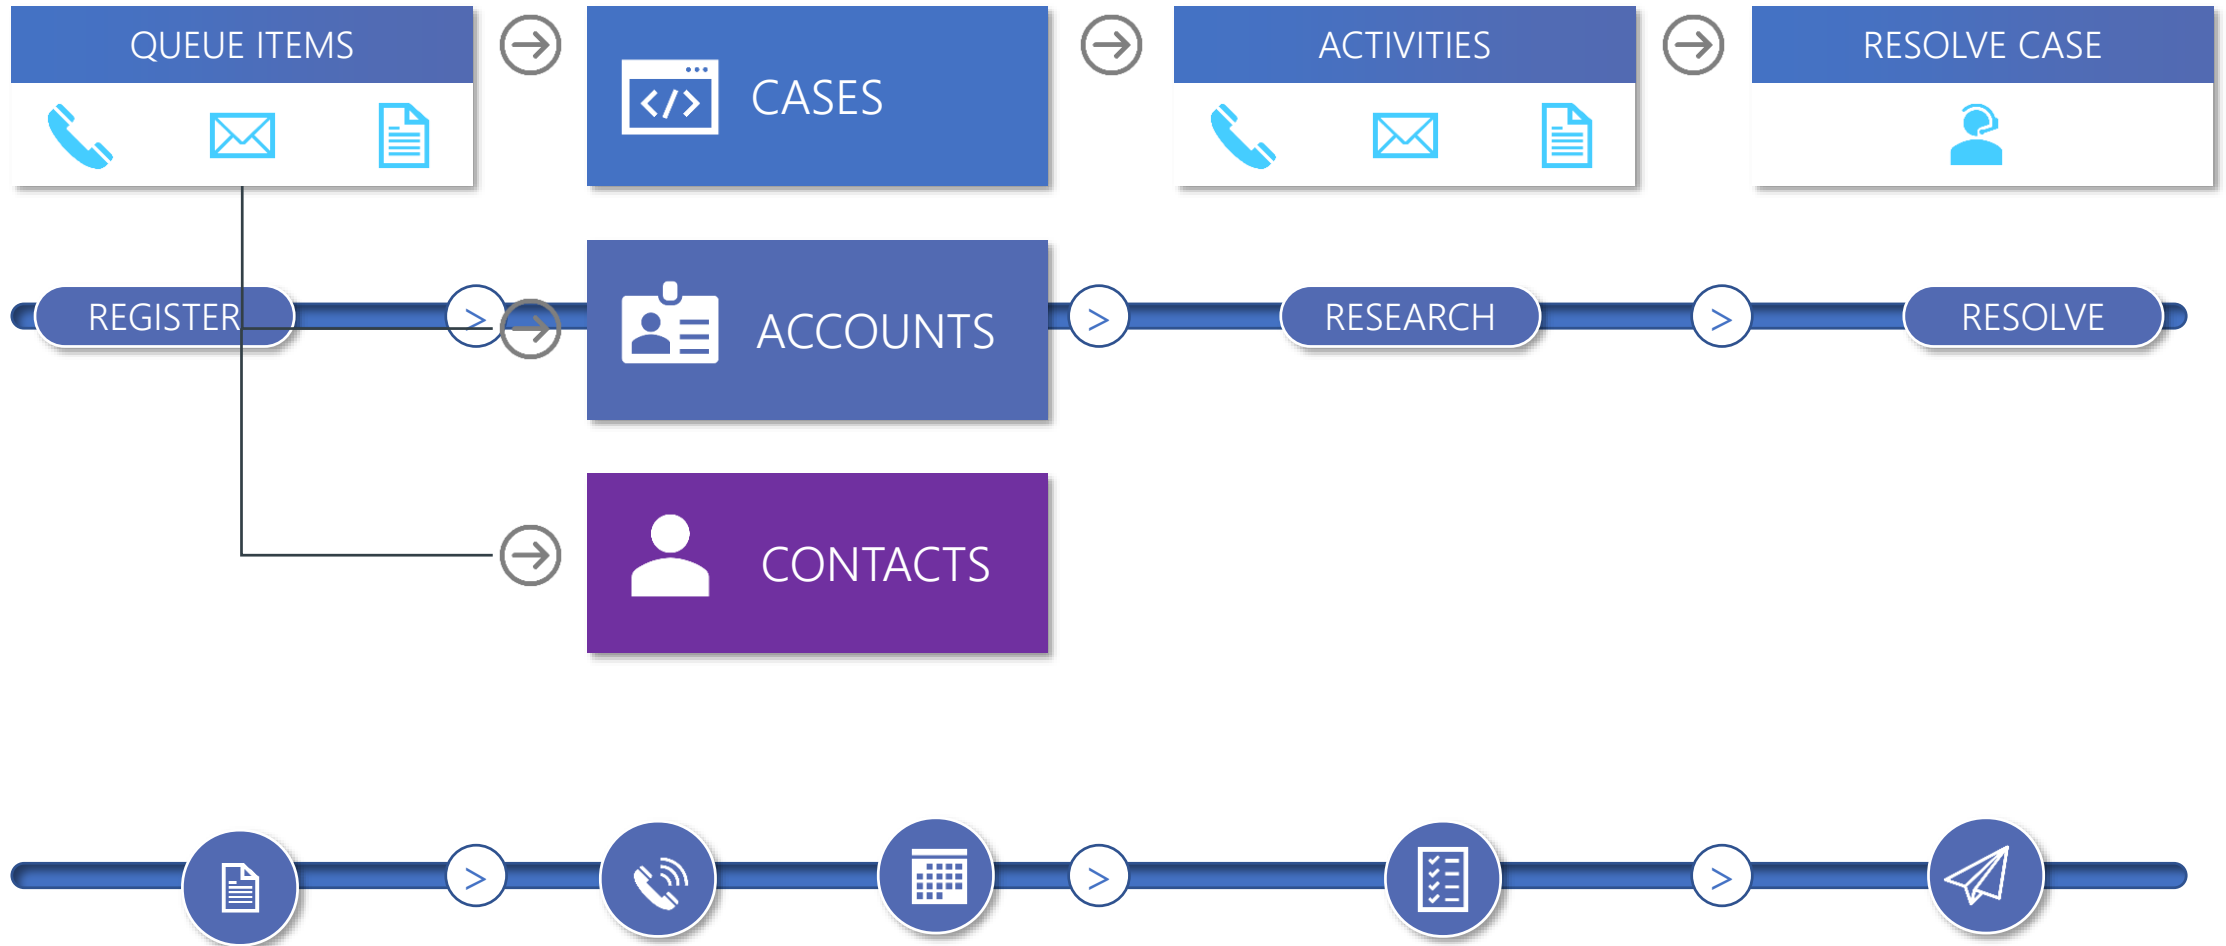 QUEUE ITEMS
CASES
ACTIVITIES
RESOLVE CASE
REGISTER
>
ACCOUNTS
>
RESEARCH
>
RESOLVE
CONTACTS
>
>
>